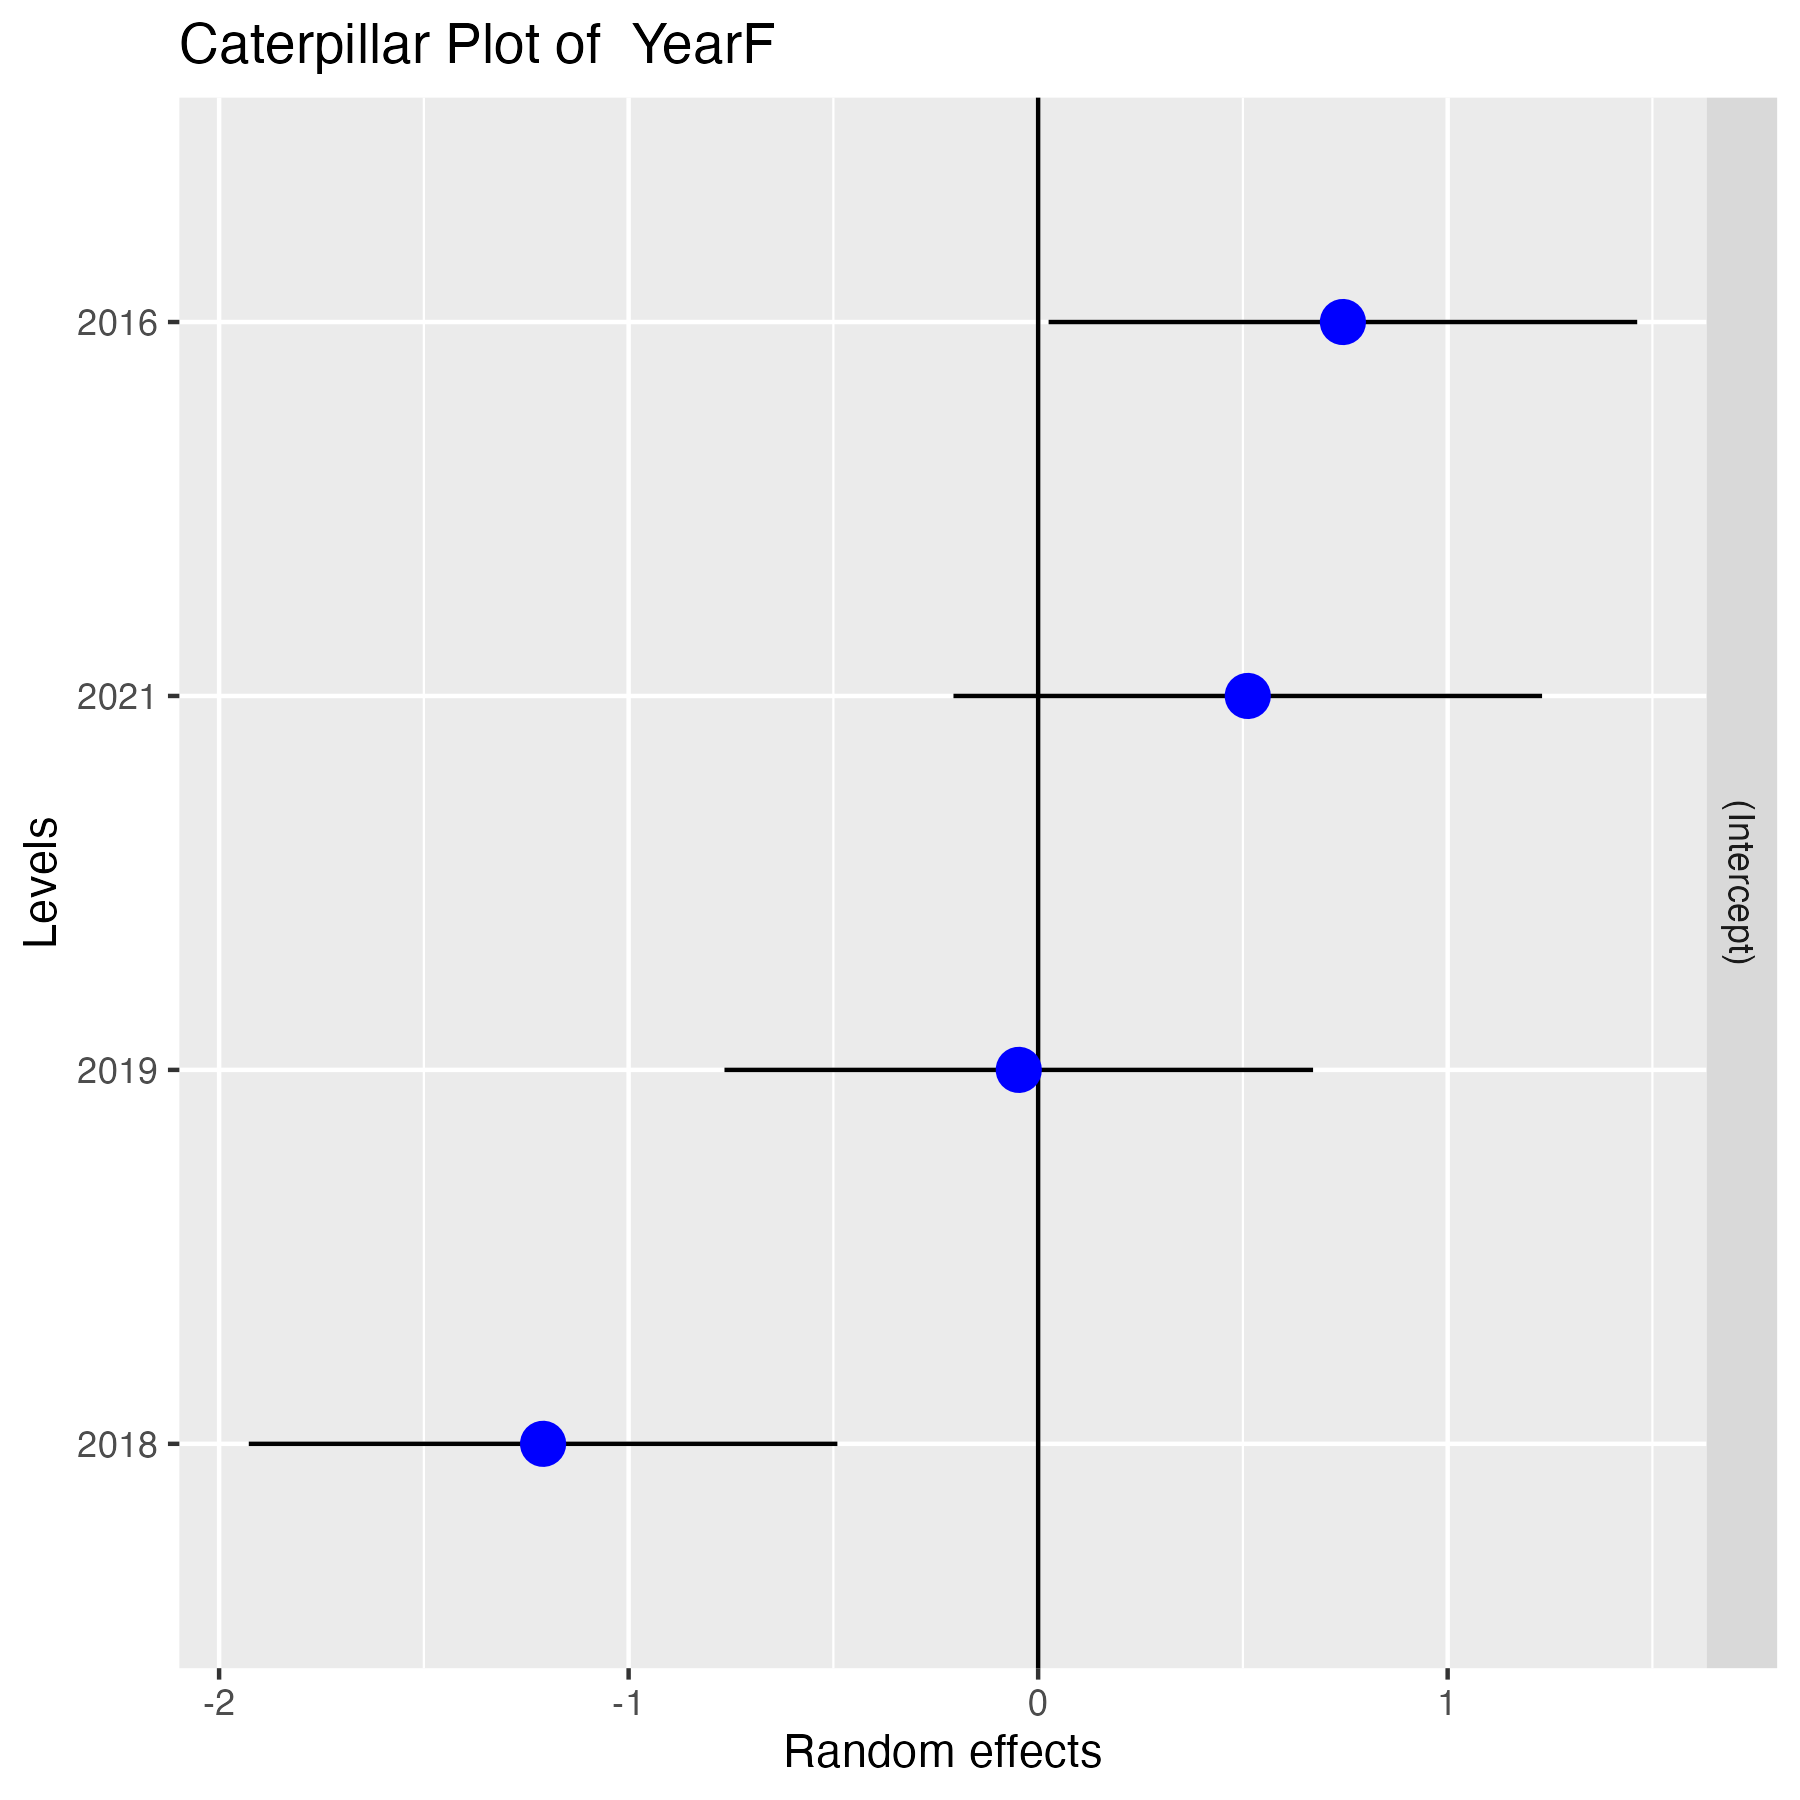 Caterpillar Plot of  YearF
2016
2021
2019
2018
Levels
(Intercept)
-2
-1
0
1
Random effects